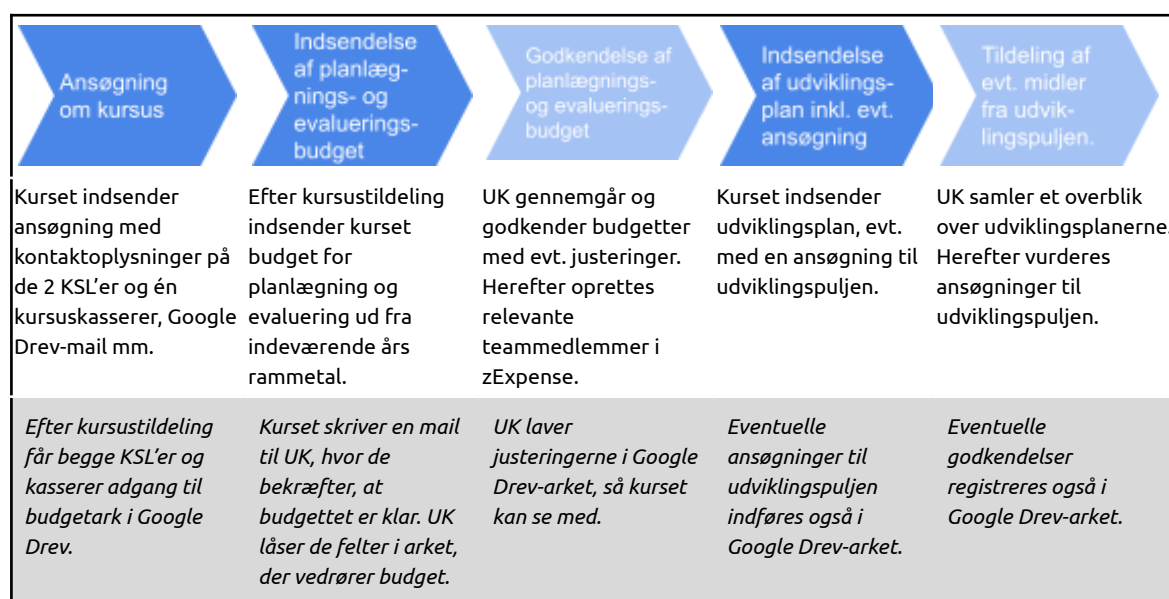 Ansøgning
om kursus
Indsendelse
af planlæg-
nings- og
evaluerings-
budget
Godkendelse af
planlægnings-
og evaluerings-
budget
Indsendelse
af udviklings-
plan inkl. evt.
ansøgning
Tildeling af
evt. midler
fra udvik-
lingspuljen.
Kurset indsender
ansøgning med
kontaktoplysninger på
de 2 KSL'er og én
kursuskasserer, Google
Drev-mail mm.
Efter kursustildeling
indsender kurset
budget for
planlægning og
evaluering ud fra
indeværende års
rammetal.
UK gennemgår og
godkender budgetter
med evt. justeringer.
Herefter oprettes
relevante
teammedlemmer i
zExpense.
Kurset indsender
udviklingsplan, evt.
med en ansøgning til
udviklingspuljen.
UK samler et overblik
over udviklingsplanerne.
Herefter vurderes
ansøgninger til
udviklingspuljen.
Efter kursustildeling
får begge KSL'er og
kasserer adgang til
budgetark i Google
Drev.
Kurset skriver en mail
til UK, hvor de
bekræfter, at
budgettet er klar. UK
låser de felter i arket,
der vedrører budget.
UK laver
justeringerne i Google
Drev-arket, så kurset
kan se med.
Eventuelle
ansøgninger til
udviklingspuljen
indføres også i
Google Drev-arket.
Eventuelle
godkendelser
registreres også i
Google Drev-arket.